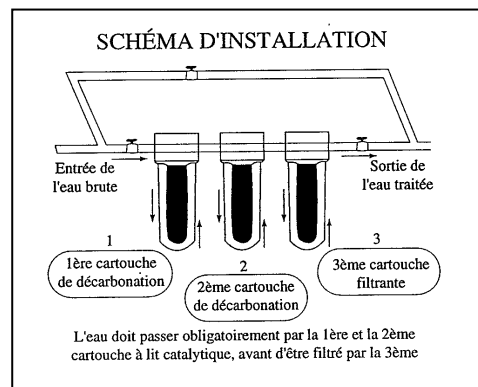 SCHÉMA D'INSTALLATION
Entrée de
l'eau brute
Sortie de
l'eau traitée
1
1ère cartouche
de décarbonation
2
2ème cartouche
de décarbonation
3
3ème cartouche
filtrante
L'eau doit passer obligatoirement par la 1ère et la 2ème
cartouche à lit catalytique, avant d'être filtré par la 3ème